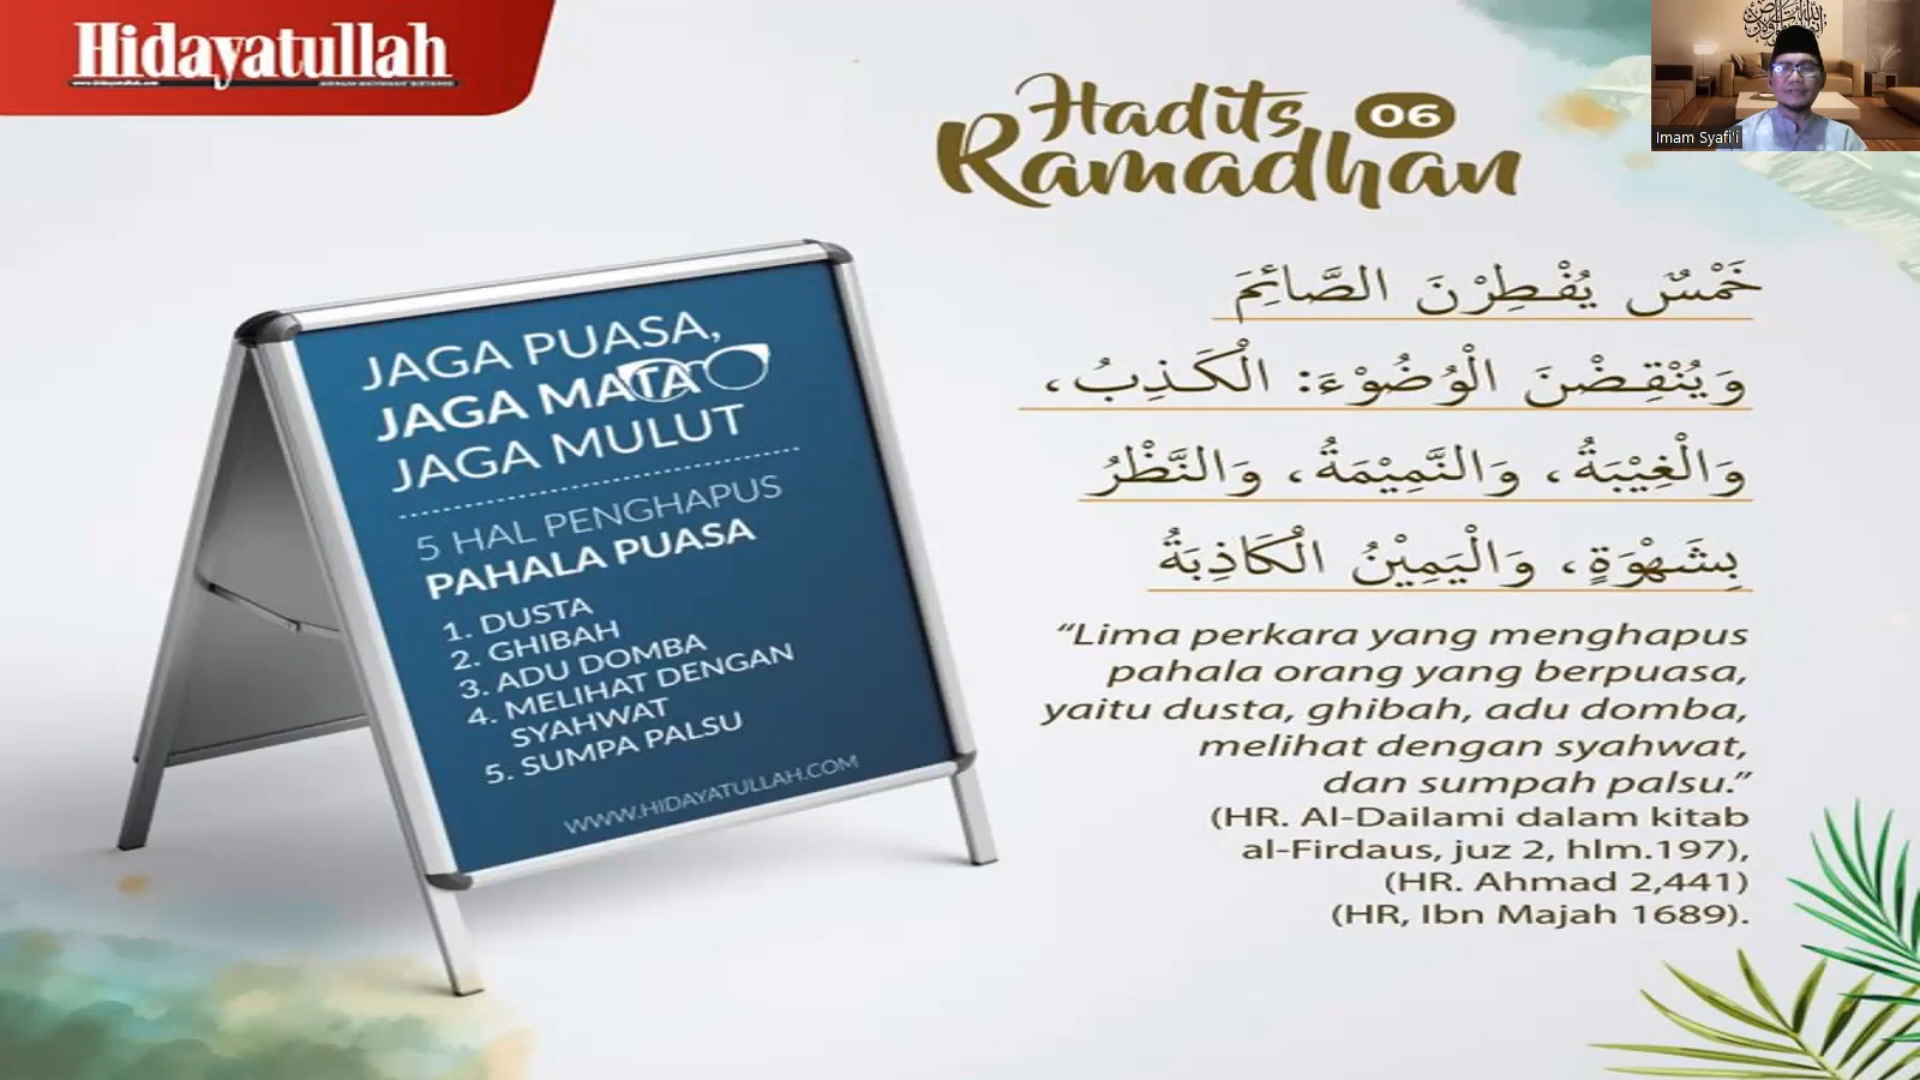 Hidayatullah
Hadits 06
Ramadhan
Imam Syafi'i
JAGA PUASA,
JAGA MATA
JAGA MULUT
5 HAL PENGHAPUS
PAHALA PUASA
1. DUSTA
2. GHIBAH
3. ADU DOMBA
4. MELIHAT DENGAN
SYAHWAT
5. SUMPA PALSU
WWW.HIDAYATULLAH.COM
خَمْسٌ يُفْطِرْنَ الصَّائِمَ
وَيُنْقِضْنَ الْوُضُوْءَ: الْكَذِبُ،
وَالْغِيْبَةُ، وَالنَّمِيْمَةُ، وَالنَّظْرُ
بِشَهْوَةٍ، وَالْيَمِيْنُ الْكَاذِبَةُ
“Lima perkara yang menghapus
pahala orang yang berpuasa,
yaitu dusta, ghibah, adu domba,
melihat dengan syahwat,
dan sumpah palsu.”
(HR. Al-Dailami dalam kitab
al-Firdaus, juz 2, hlm.197),
(HR. Ahmad 2,441)
(HR, Ibn Majah 1689).